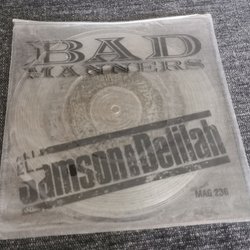 BAD
MANNERS
Samson & Delilah
MAG 236